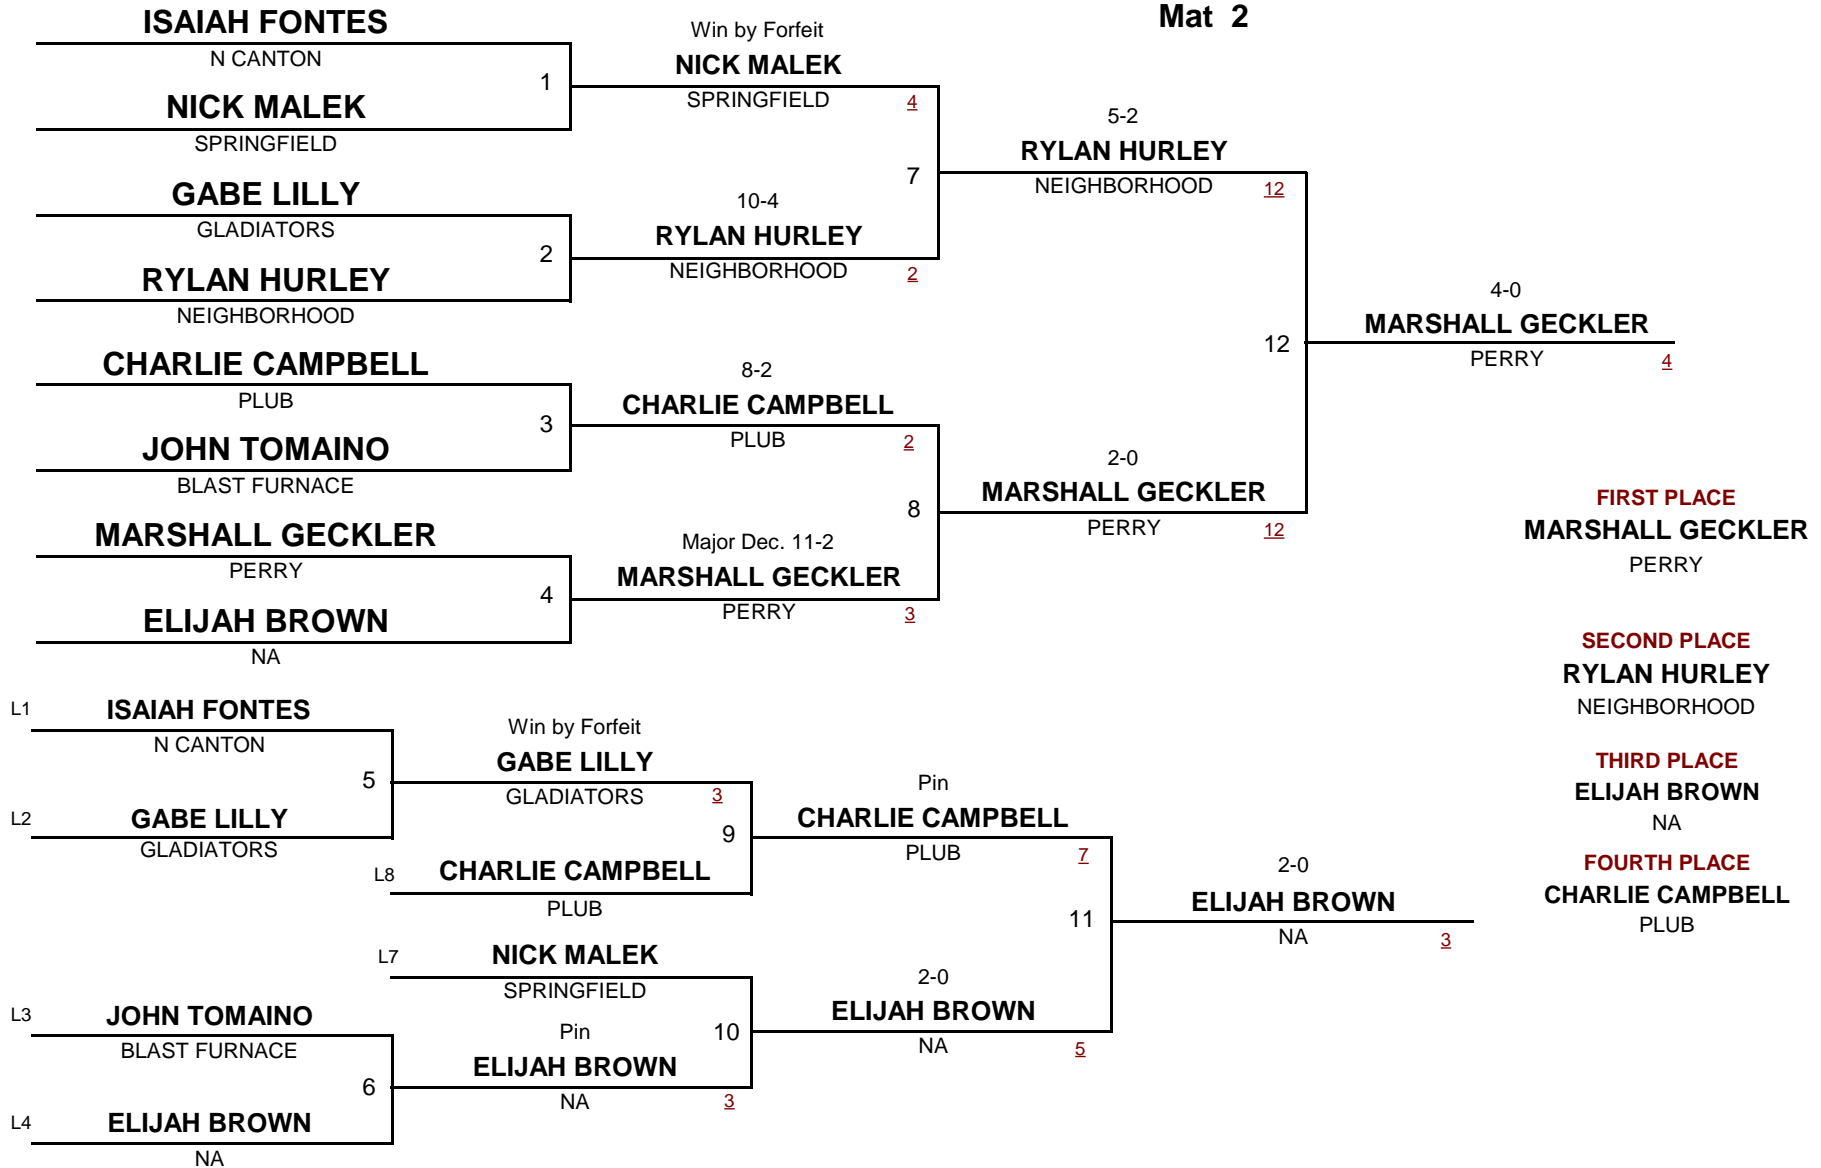 Mat 2
ISAIAH FONTES
N CANTON
1
NICK MALEK
SPRINGFIELD
GABE LILLY
GLADIATORS
2
RYLAN HURLEY
NEIGHBORHOOD
CHARLIE CAMPBELL
PLUB
3
JOHN TOMAINO
BLAST FURNACE
MARSHALL GECKLER
PERRY
4
ELIJAH BROWN
NA
Win by Forfeit
NICK MALEK
SPRINGFIELD 4
7
10-4
RYLAN HURLEY
NEIGHBORHOOD 2
8-2
CHARLIE CAMPBELL
PLUB 2
8
Major Dec. 11-2
MARSHALL GECKLER
PERRY 3
5-2
RYLAN HURLEY
NEIGHBORHOOD 12
12
2-0
MARSHALL GECKLER
PERRY 12
4-0
MARSHALL GECKLER
PERRY 4
FIRST PLACE
MARSHALL GECKLER
PERRY
SECOND PLACE
RYLAN HURLEY
NEIGHBORHOOD
THIRD PLACE
ELIJAH BROWN
NA
FOURTH PLACE
CHARLIE CAMPBELL
PLUB
L1 ISAIAH FONTES
N CANTON
5
L2 GABE LILLY
GLADIATORS
Win by Forfeit
GABE LILLY
GLADIATORS 3
9
L8 CHARLIE CAMPBELL
PLUB
L7 NICK MALEK
SPRINGFIELD
10
L3 JOHN TOMAINO
BLAST FURNACE
6
L4 ELIJAH BROWN
NA
Pin
ELIJAH BROWN
NA 3
Pin
CHARLIE CAMPBELL
PLUB 7
11
2-0
ELIJAH BROWN
NA 5
2-0
ELIJAH BROWN
NA 3